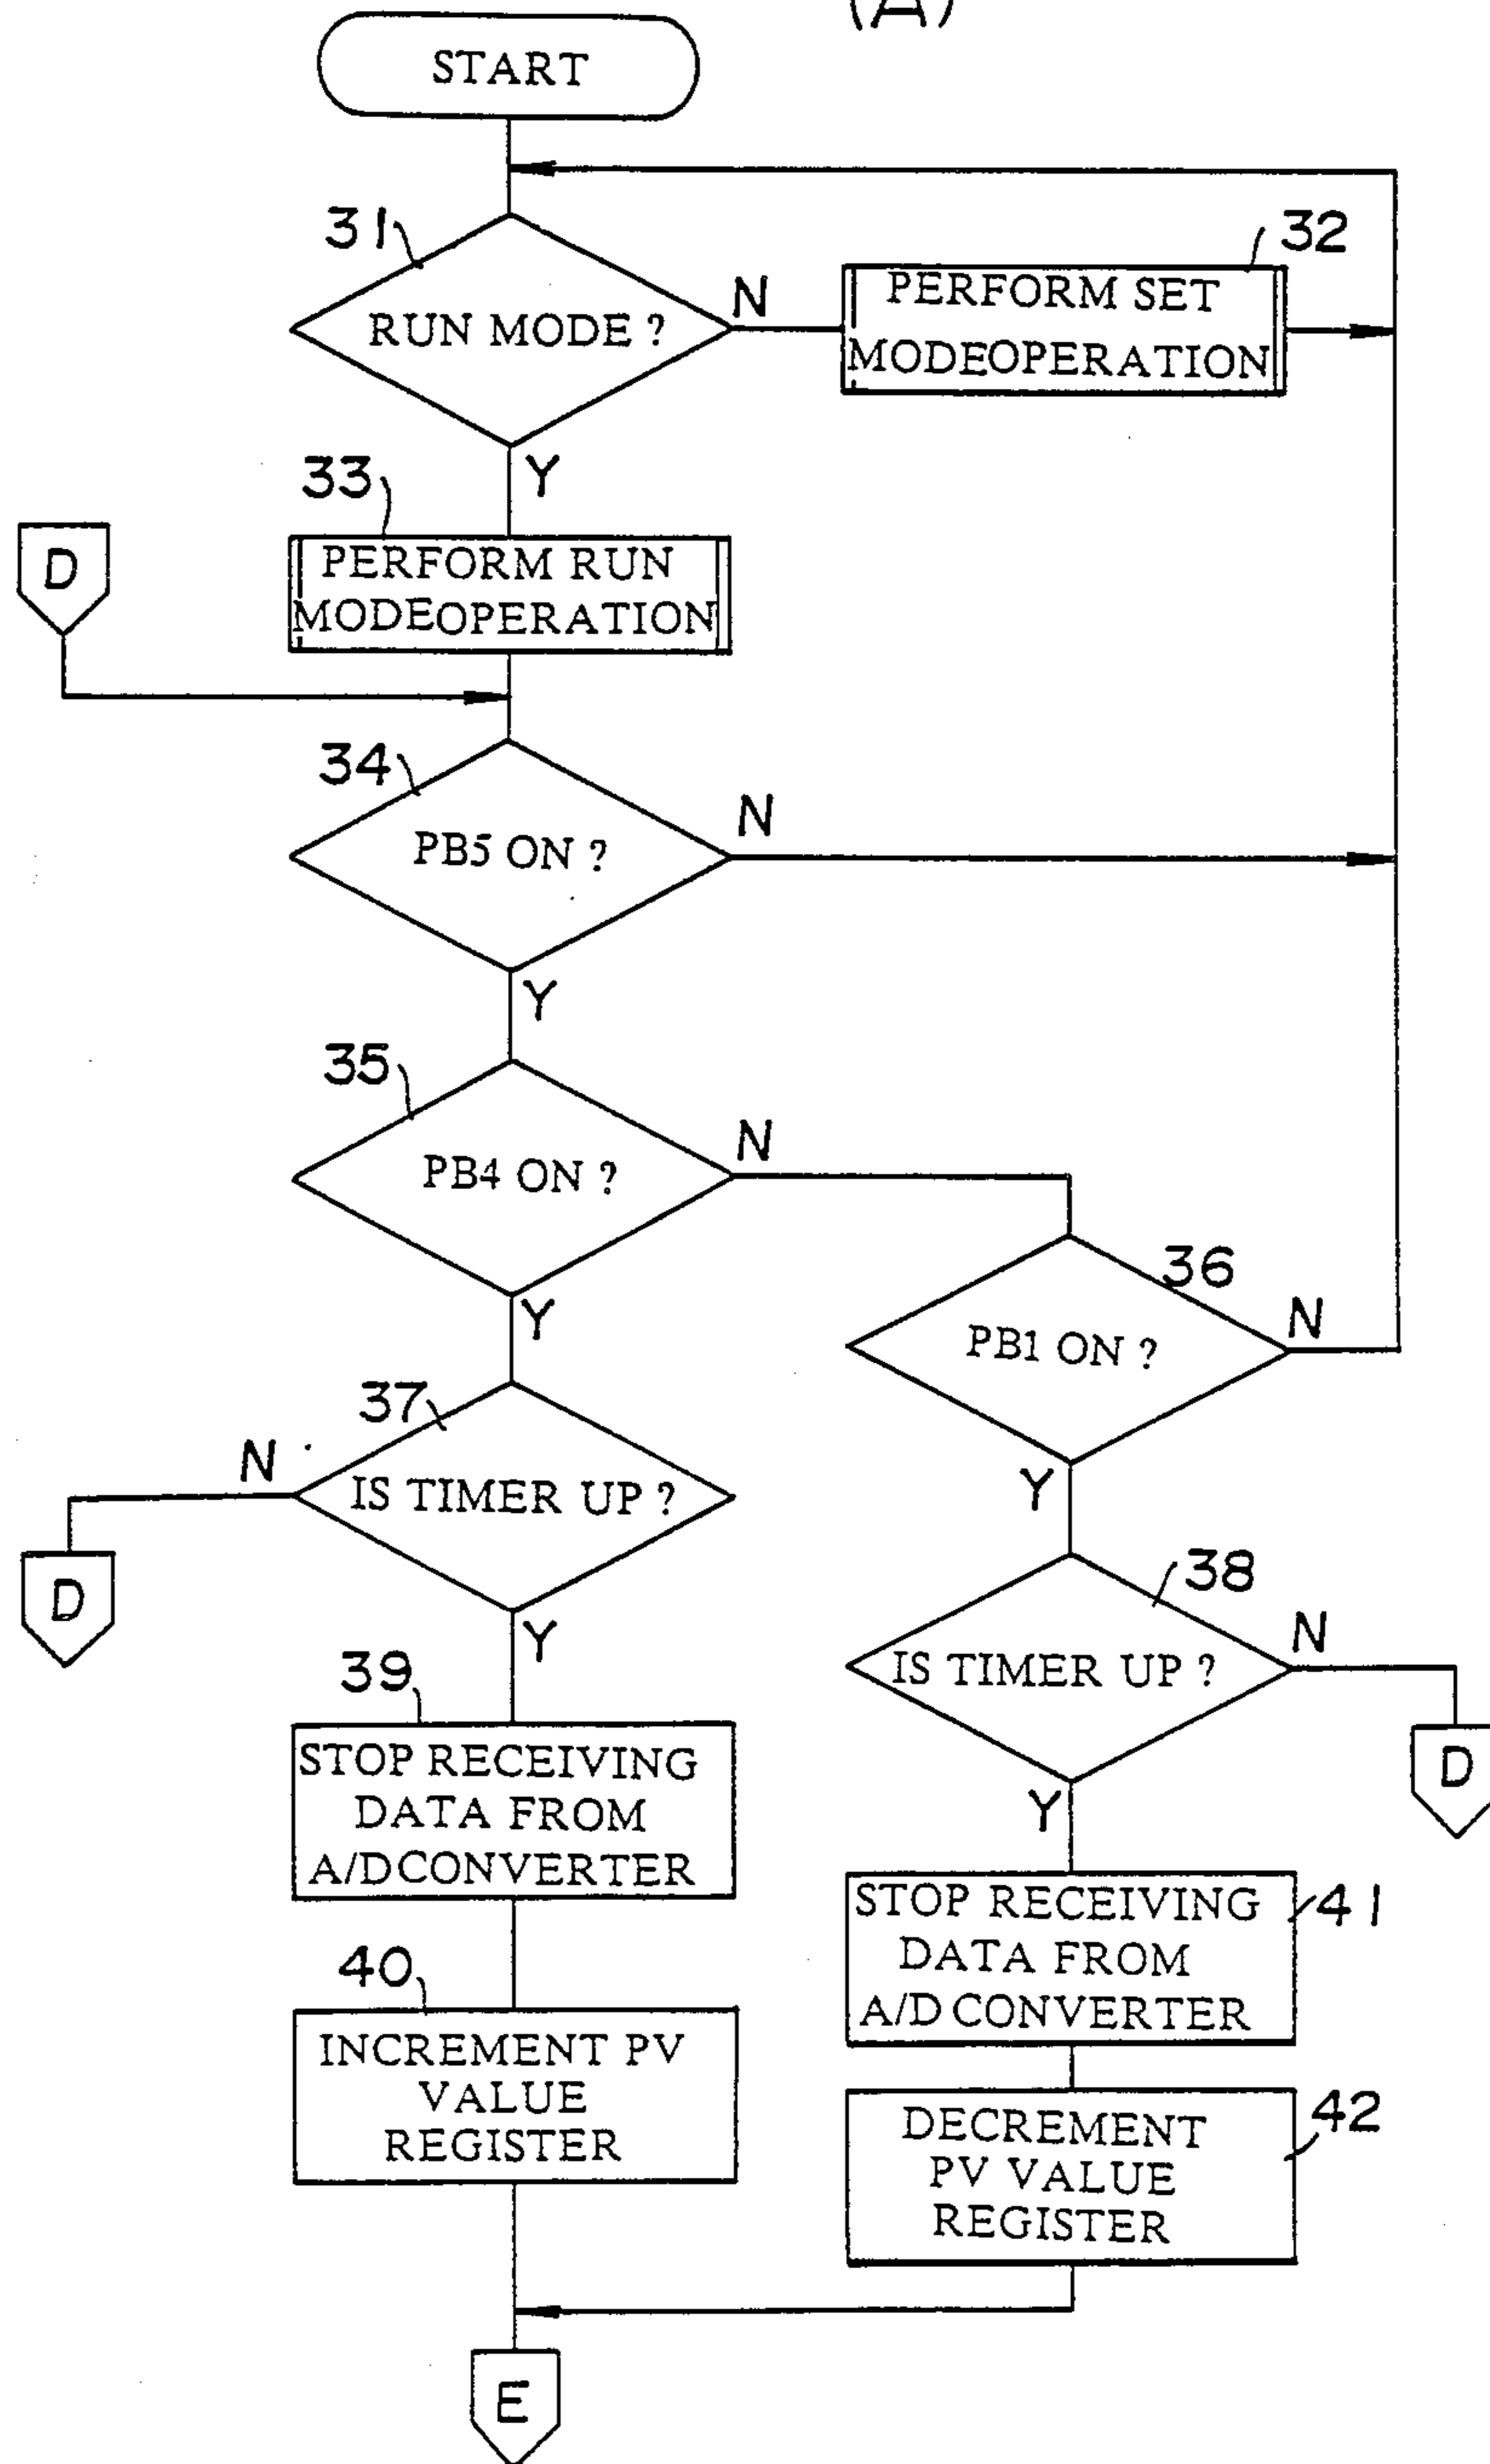 (A)
START
31
RUN MODE ?
N
32
PERFORM SET
MODEOPERATION
Y
33
PERFORM RUN
MODEOPERATION
D
34
PB5 ON ?
N
Y
35
PB4 ON ?
N
Y
36
PB1 ON ?
N
Y
37
IS TIMER UP ?
N
D
Y
38
IS TIMER UP ?
N
D
Y
39
STOP RECEIVING
DATA FROM
A/D CONVERTER
40
INCREMENT PV
VALUE
REGISTER
41
STOP RECEIVING
DATA FROM
A/D CONVERTER
42
DECREMENT
PV VALUE
REGISTER
E